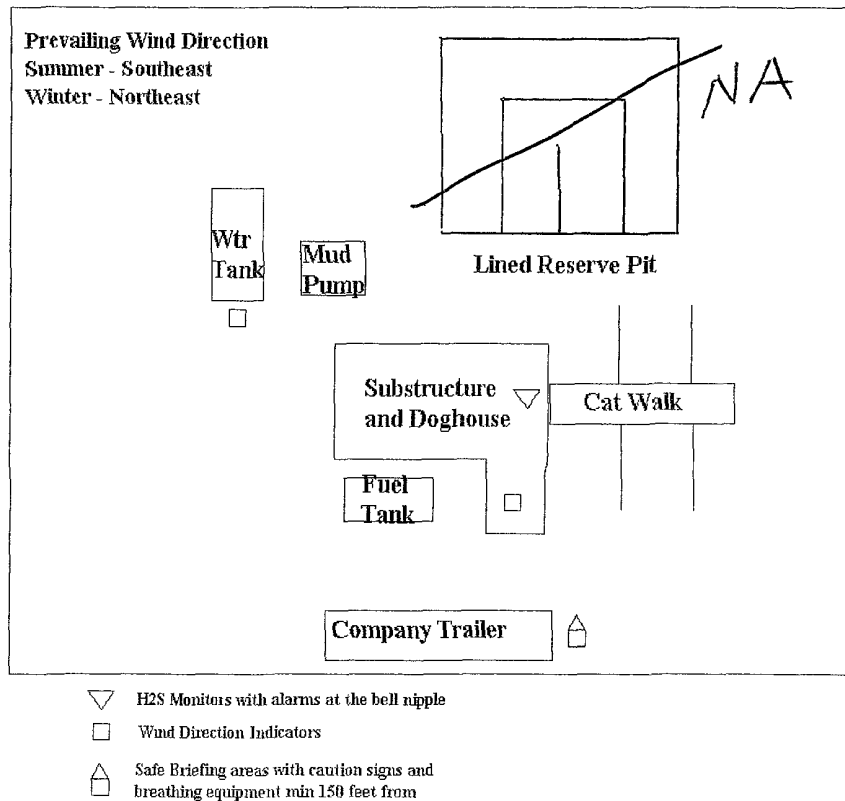 Prevailing Wind Direction
Summer - Southeast
Winter - Northeast
NA
Lined Reserve Pit
Wtr
Tank
Mud
Pump
Substructure
and Doghouse
Cat Walk
Fuel
Tank
Company Trailer
H2S Monitors with alarms at the bell nipple
Wind Direction Indicators
Safe Briefing areas with caution signs and
breathing equipment min 150 feet from